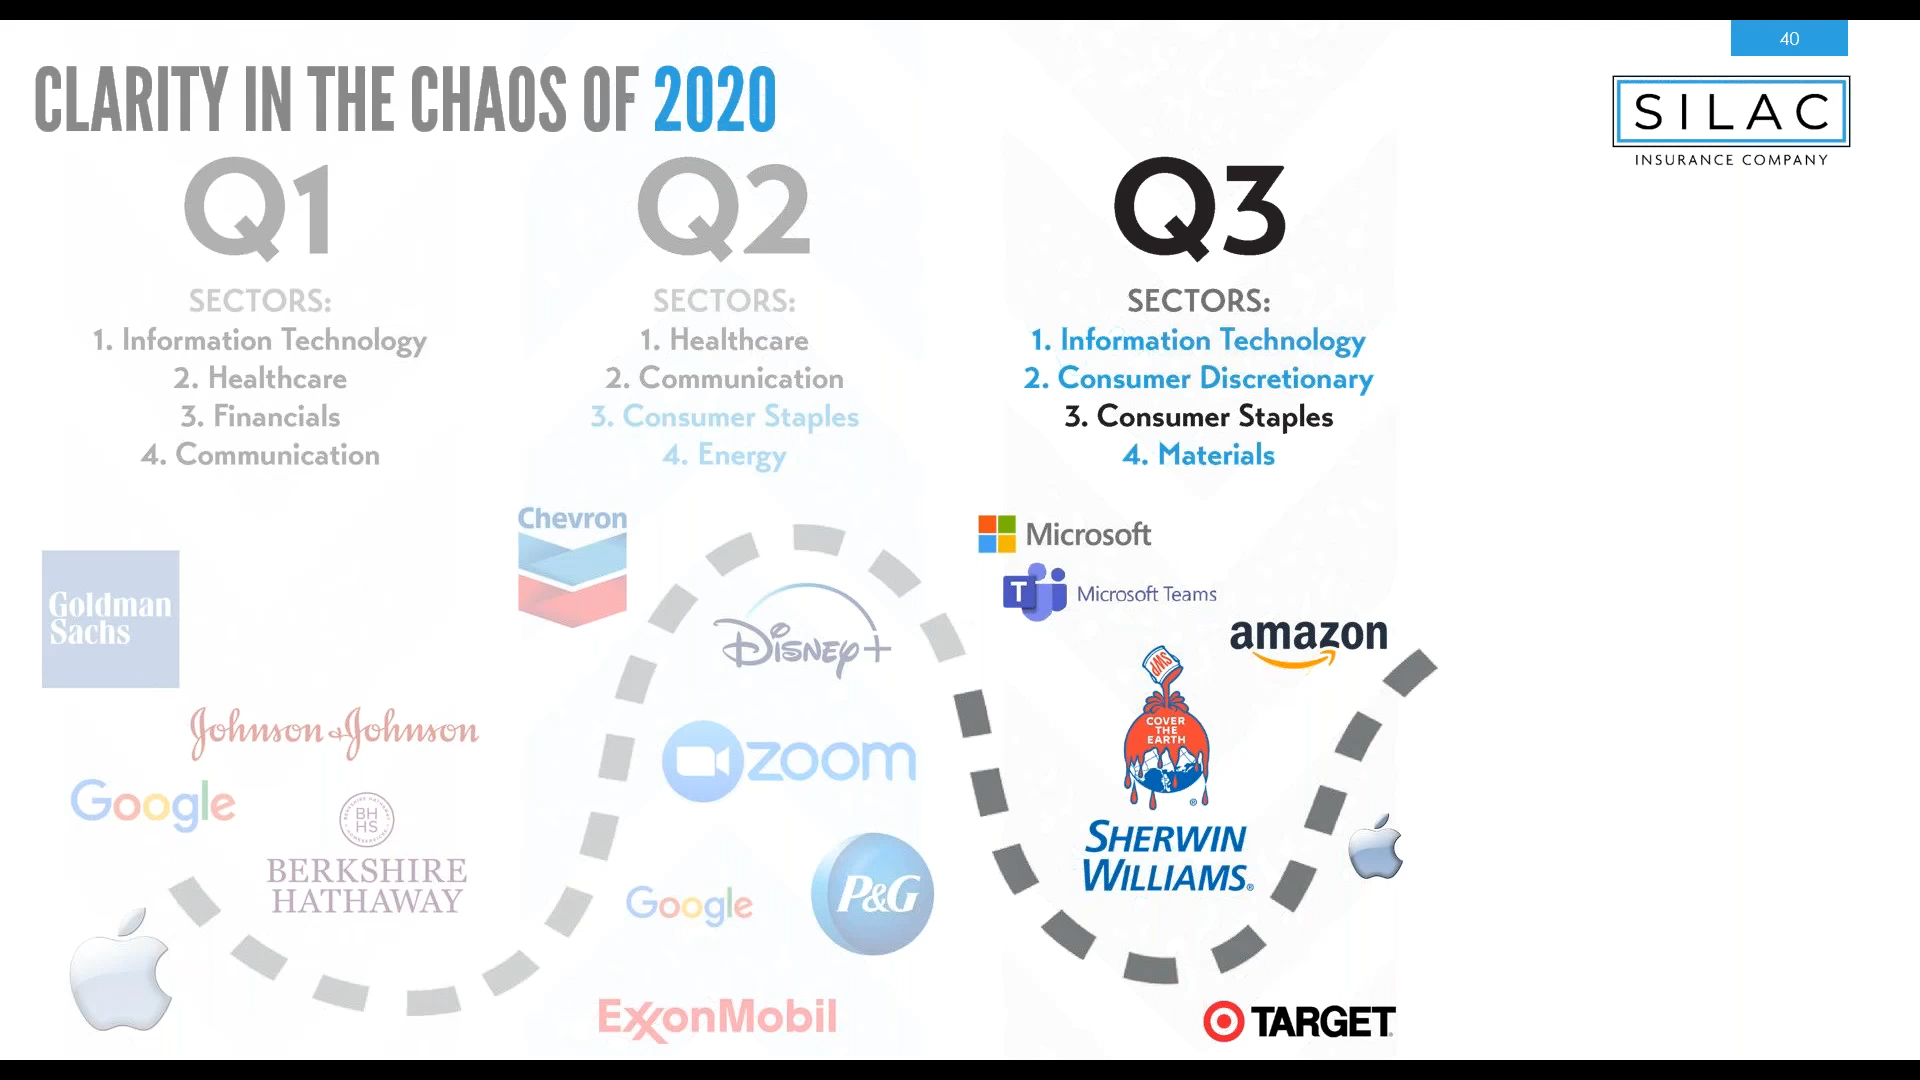 40
CLARITY IN THE CHAOS OF 2020
SILAC
INSURANCE COMPANY
Q1
SECTORS:
1. Information Technology
2. Healthcare
3. Financials
4. Communication
Goldman
Sachs
Johnson & Johnson
Google
BH
HS
BERKSHIRE
HATHAWAY
Q2
SECTORS:
1. Healthcare
2. Communication
3. Consumer Staples
4. Energy
Chevron
Disney+
zoom
Google
P&G
ExxonMobil
Q3
SECTORS:
1. Information Technology
2. Consumer Discretionary
3. Consumer Staples
4. Materials
Microsoft
T
Microsoft Teams
amazon
SWP
COVER
THE
EARTH
®
SHERWIN
WILLIAMS®
TARGET